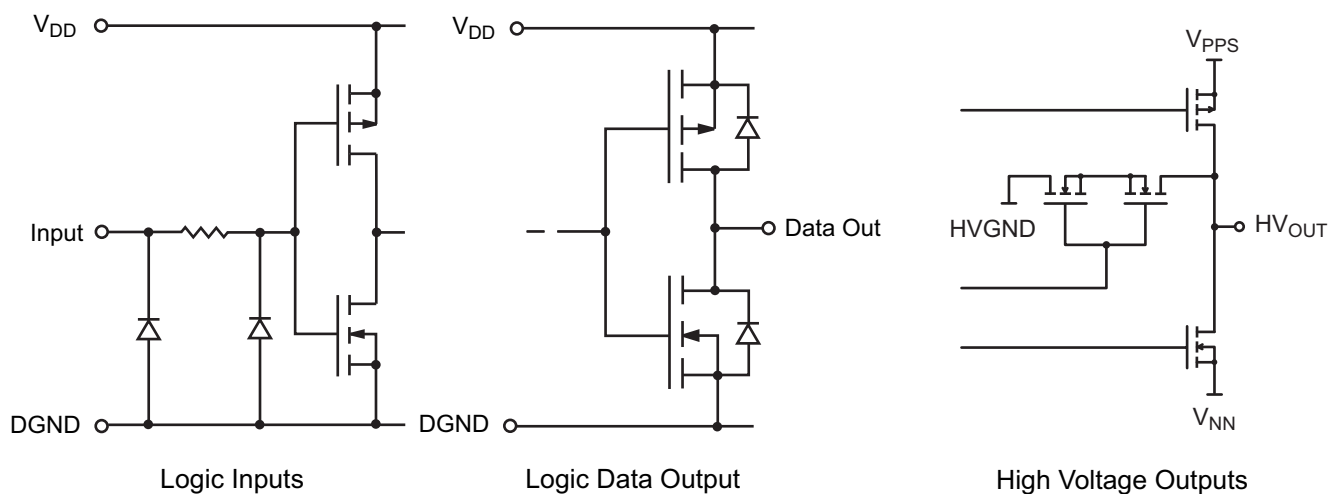 VDD
Input
DGND
Logic Inputs
VDD
Data Out
DGND
Logic Data Output
VPPS
HVGND
HVOUT
VNN
High Voltage Outputs